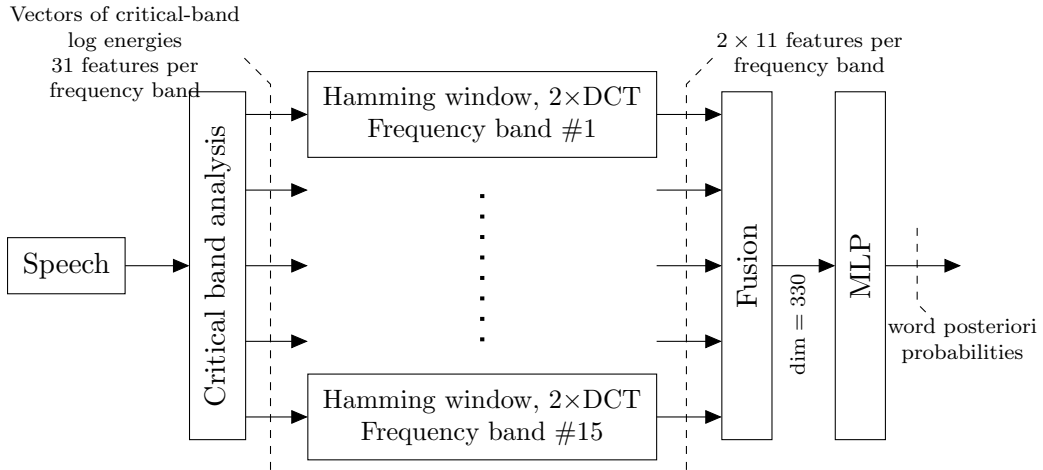 Vectors of critical-band
log energies
31 features per
frequency band
2 × 11 features per
frequency band
Hamming window, 2×DCT
Frequency band #1
Speech
Critical band analysis
Fusion
dim = 330
MLP
word posteriori
probabilities
Hamming window, 2×DCT
Frequency band #15